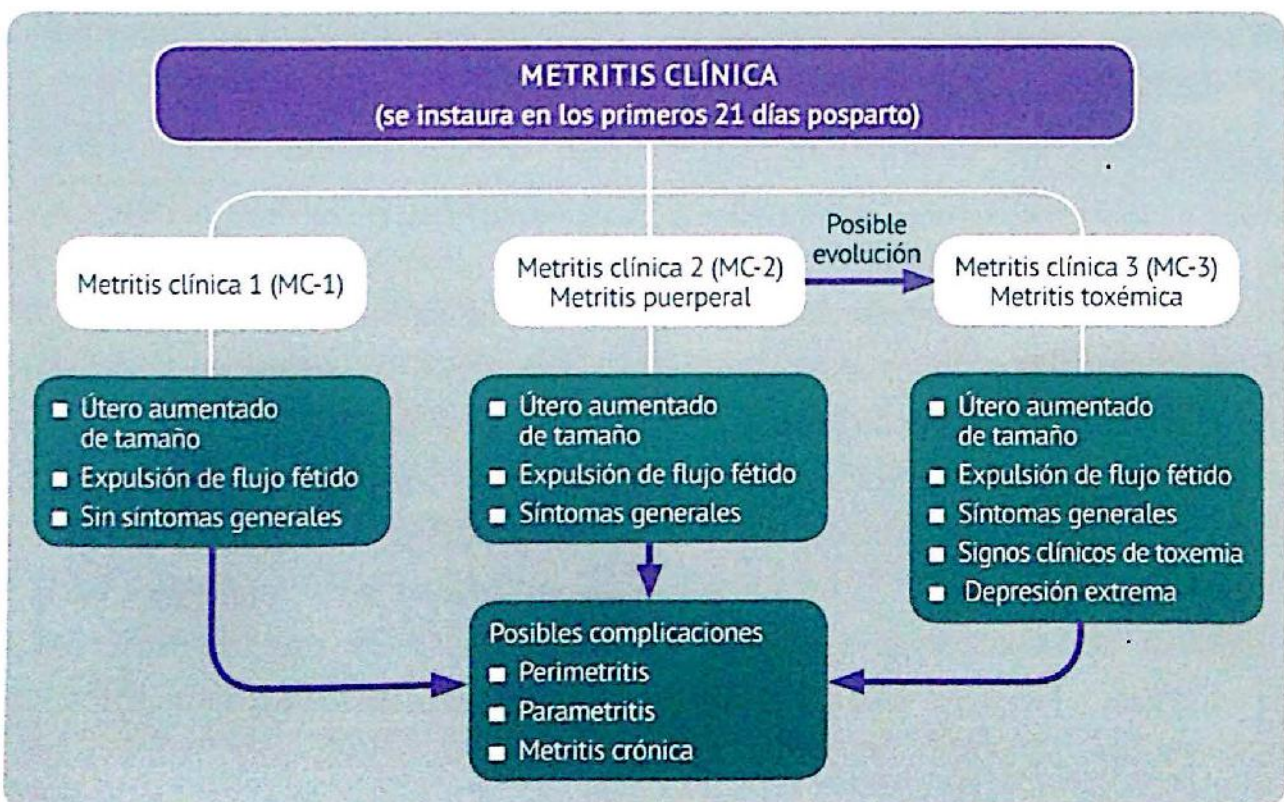 METRITIS CLÍNICA
(se instaura en los primeros 21 días posparto)
Posible
evolución
Metritis clínica 1 (MC-1)
Metritis clínica 2 (MC-2)
Metritis puerperal
Metritis clínica 3 (MC-3)
Metritis toxémica
Útero aumentado
de tamaño
Expulsión de flujo fétido
Sin síntomas generales
Útero aumentado
de tamaño
Expulsión de flujo fétido
Síntomas generales
Útero aumentado
de tamaño
Expulsión de flujo fétido
Síntomas generales
Signos clínicos de toxemia
Depresión extrema
Posibles complicaciones
Perimetritis
Parametritis
Metritis crónica